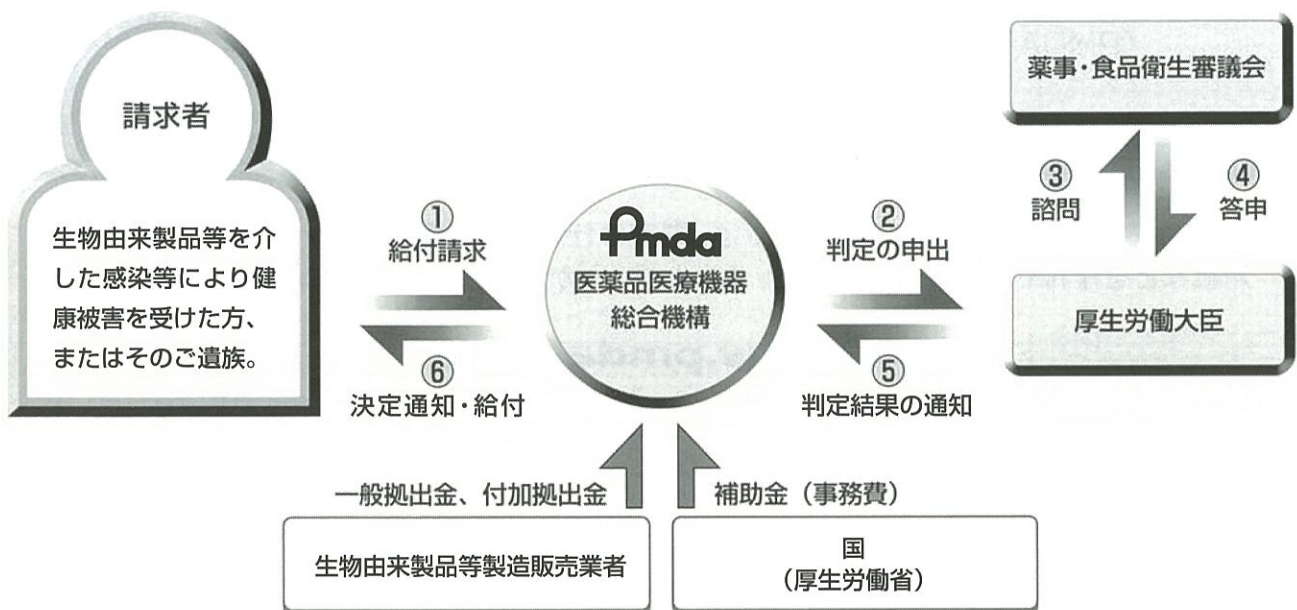 請求者
生物由来製品等を介
した感染等により健
康被害を受けた方、
またはそのご遺族。
①
給付請求
⑥
決定通知・給付
Pmda
医薬品医療機器
総合機構
②
判定の申出
⑤
判定結果の通知
薬事・食品衛生審議会
③
諮問
④
答申
厚生労働大臣
一般拠出金、付加拠出金
補助金(事務費)
生物由来製品等製造販売業者
国
(厚生労働省)